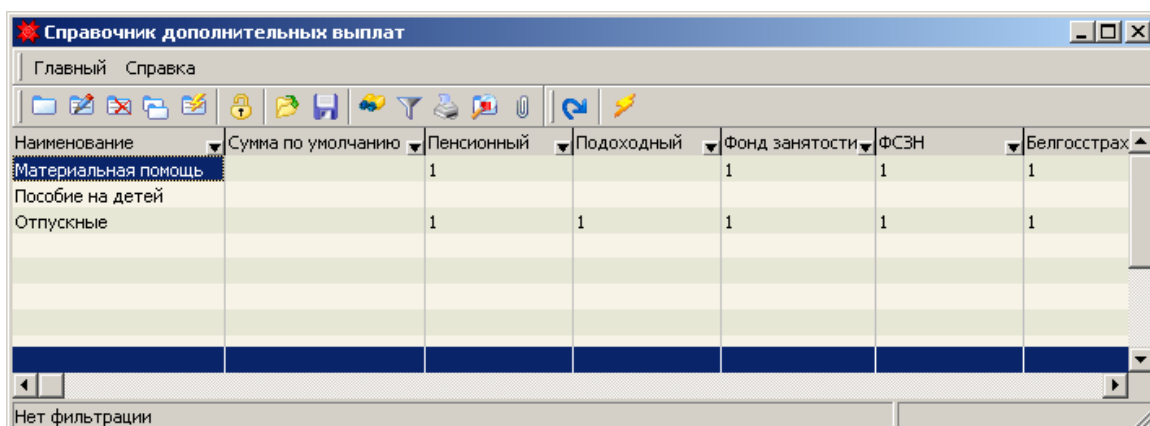 Справочник дополнительных выплат
Главный Справка
Наименование Сумма по умолчанию Пенсионный Подоходный Фонд занятости ФСЗН Белгосстрах
Материальная помощь 1 1 1 1
Пособие на детей
Отпускные 1 1 1 1 1
Нет фильтрации